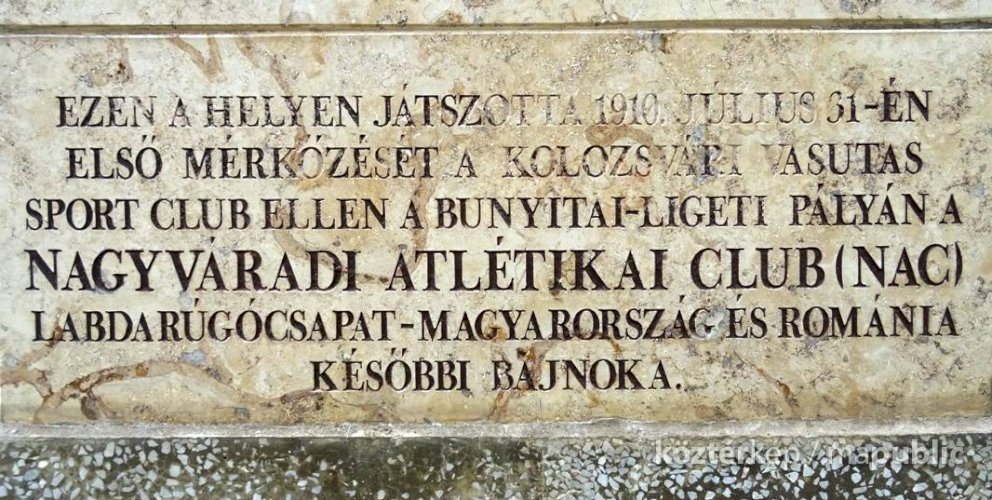 EZEN A HELYEN JÁTSZOTTA 1910. JÚLIUS 31-ÉN
ELSŐ MÉRKŐZÉSÉT A KOLOZSVÁRI VASUTAS
SPORT CLUB ELLEN A BUNYITAI-LIGETI PÁLYÁN A
NAGYVÁRADI ATLÉTIKAI CLUB (NAC)
LABDARÚGÓCSAPAT-MAGYARORSZÁG ÉS ROMÁNIA
KÉSŐBBI BAJNOKA.
köztérkép /mapublic